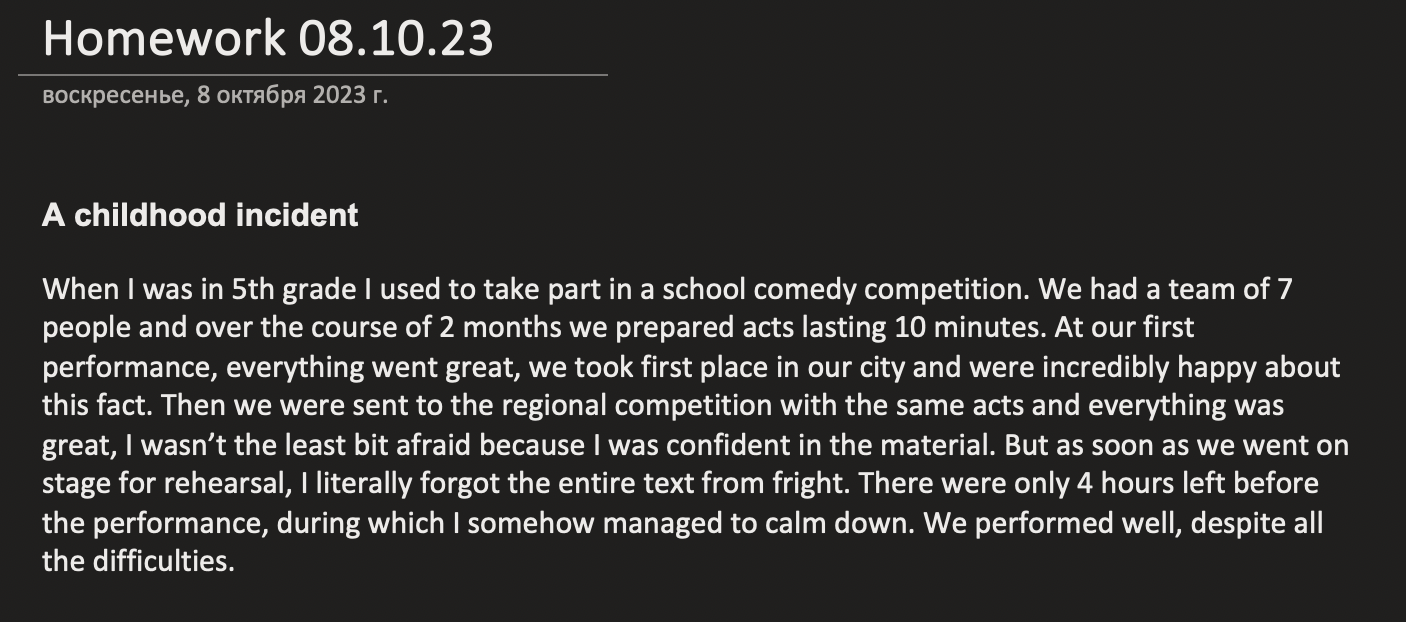 Homework 08.10.23
воскресенье, 8 октября 2023 г.
A childhood incident
When I was in 5th grade I used to take part in a school comedy competition. We had a team of 7
people and over the course of 2 months we prepared acts lasting 10 minutes. At our first
performance, everything went great, we took first place in our city and were incredibly happy about
this fact. Then we were sent to the regional competition with the same acts and everything was
great, I wasn’t the least bit afraid because I was confident in the material. But as soon as we went on
stage for rehearsal, I literally forgot the entire text from fright. There were only 4 hours left before
the performance, during which I somehow managed to calm down. We performed well, despite all
the difficulties.